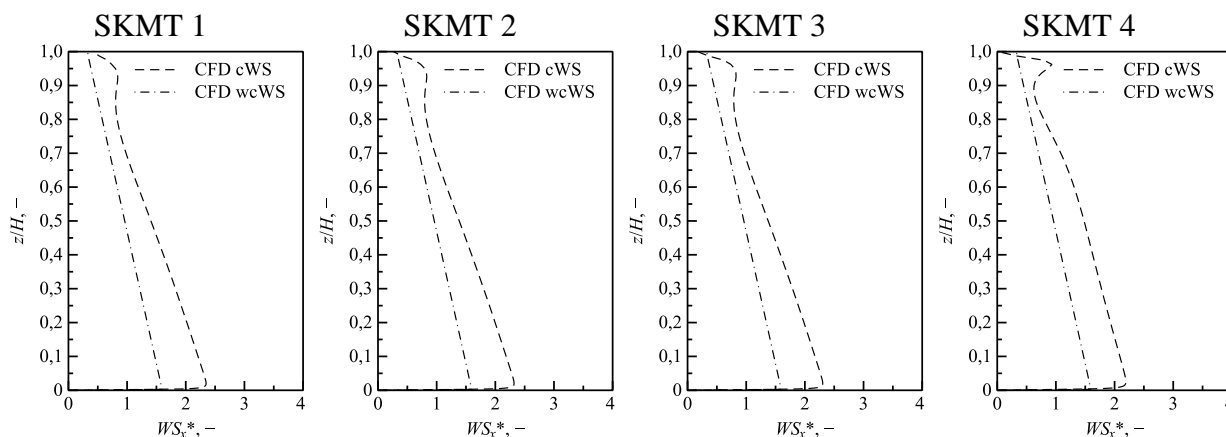 SKMT 1
SKMT 2
SKMT 3
SKMT 4
1,0
0,9
0,8
0,7
0,6
0,5
0,4
0,3
0,2
0,1
0
z/H, –
CFD cWS
CFD wcWS
0 1 2 3 4
WSx*, –
1,0
0,9
0,8
0,7
0,6
0,5
0,4
0,3
0,2
0,1
0
z/H, –
CFD cWS
CFD wcWS
0 1 2 3 4
WSx*, –
1,0
0,9
0,8
0,7
0,6
0,5
0,4
0,3
0,2
0,1
0
z/H, –
CFD cWS
CFD wcWS
0 1 2 3 4
WSx*, –
1,0
0,9
0,8
0,7
0,6
0,5
0,4
0,3
0,2
0,1
0
z/H, –
CFD cWS
CFD wcWS
0 1 2 3 4
WSx*, –